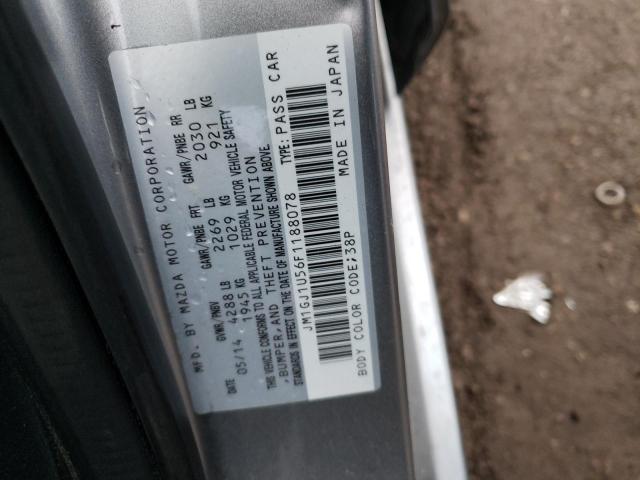 MFD. BY MAZDA MOTOR CORPORATION
GVWR/PNBV GAWR/PNBE FRT GAWR/PNBE RR
DATE 05/14 4288 LB 2269 LB 2030 LB
1945 KG 1029 KG 921 KG
THIS VEHICLE CONFORMS TO ALL APPLICABLE FEDERAL MOTOR VEHICLE SAFETY
,BUMPER,AND THEFT PREVENTION
STANDARDS IN EFFECT ON THE DATE OF MANUFACTURE SHOWN ABOVE.
TYPE: PASS CAR
JM1GJ1U56F1188078
MADE IN JAPAN
BODY COLOR CODE;38P
1